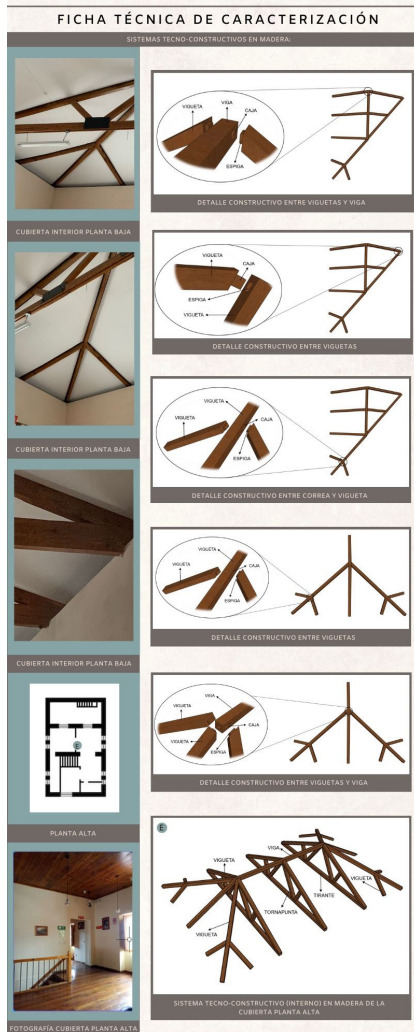 FICHA TÉCNICA DE CARACTERIZACIÓN
SISTEMAS TECNO-CONSTRUCTIVOS EN MADERA:
CUBIERTA INTERIOR PLANTA BAJA
VIGUETA
VIGA
CAJA
ESPIGA
DETALLE CONSTRUCTIVO ENTRE VIGUETAS Y VIGA
CUBIERTA INTERIOR PLANTA BAJA
VIGUETA
CAJA
ESPIGA
VIGUETA
DETALLE CONSTRUCTIVO ENTRE VIGUETAS
VIGUETA
VIGUETA
CAJA
ESPIGA
DETALLE CONSTRUCTIVO ENTRE CORREA Y VIGUETA
CUBIERTA INTERIOR PLANTA BAJA
VIGUETA
VIGUETA
CAJA
ESPIGA
DETALLE CONSTRUCTIVO ENTRE VIGUETAS
E
PLANTA ALTA
VIGA
VIGUETA
CAJA
VIGUETA
ESPIGA
DETALLE CONSTRUCTIVO ENTRE VIGUETAS Y VIGA
FOTOGRAFÍA CUBIERTA PLANTA ALTA
E
VIGA
VIGUETA
VIGUETA
TIRANTE
TORNAPUNTA
VIGUETA
SISTEMA TECNO-CONSTRUCTIVO (INTERNO) EN MADERA DE LA
CUBIERTA PLANTA ALTA